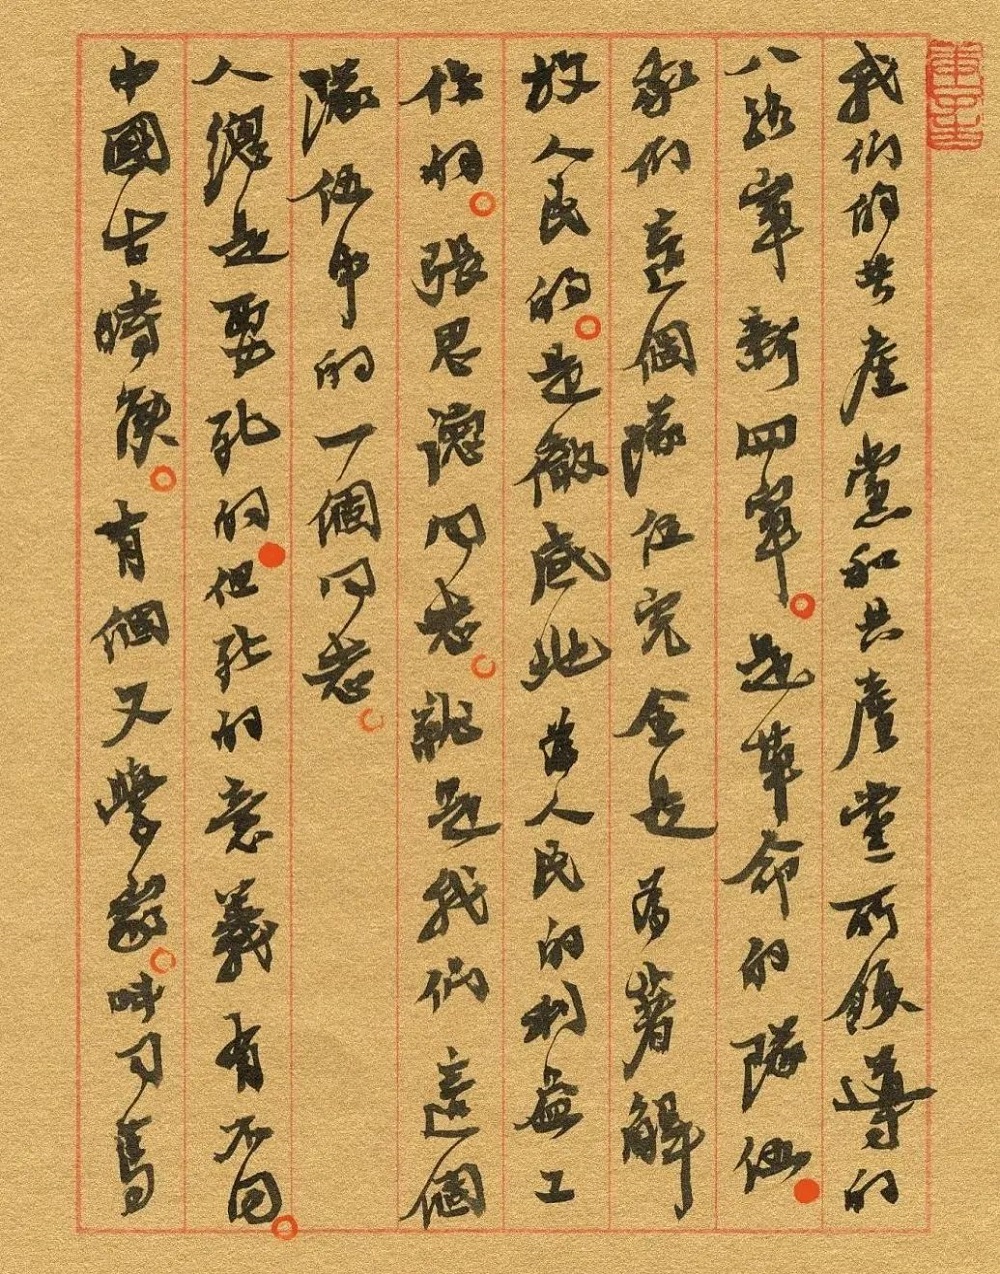 我们的共產黨和共產党所領導的
八路軍新四軍。是革命的隊伍
我们這個隊伍完全是為著解
放人民的。是徹底地為人民的利益工
作的。張思德同志。就是我们這個
隊伍中的一個同志。
人總是要死的但死的意義有不同。
中國古時候。有個文學家。叫司馬